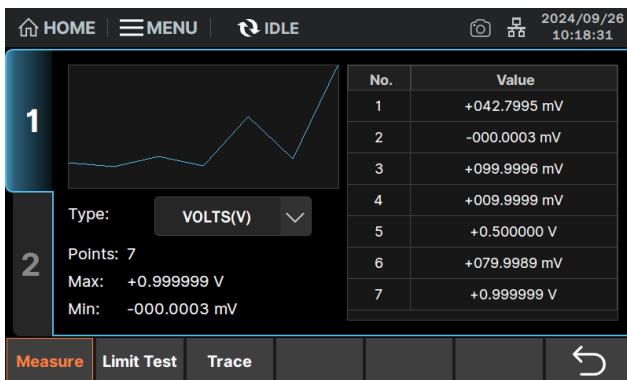 HOME MENU IDLE 2024/09/26
10:18:31
1
2
Type: VOLTS(V)
Points: 7
Max: +0.999999 V
Min: -000.0003 mV
No. Value
1 +042.7995 mV
2 -000.0003 mV
3 +099.9996 mV
4 +009.9999 mV
5 +0.500000 V
6 +079.9989 mV
7 +0.999999 V
Measure Limit Test Trace